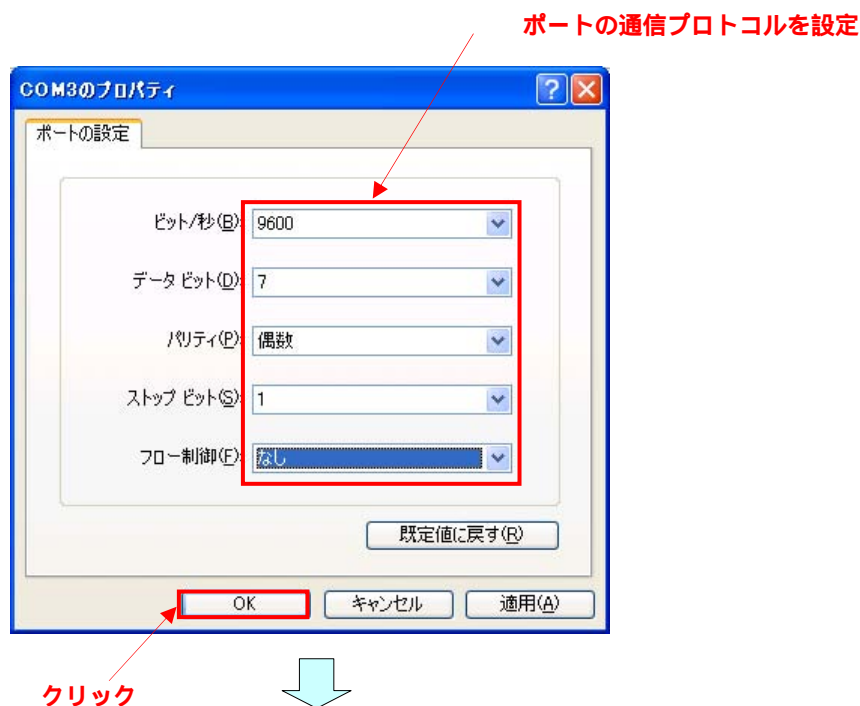 ポートの通信プロトコルを設定
COM3のプロパティ
ポートの設定
ビット/秒(B): 9600
データ ビット(D): 7
パリティ(P): 偶数
ストップ ビット(S): 1
フロー制御(F): なし
既定値に戻す(R)
OK キャンセル 適用(A)
クリック